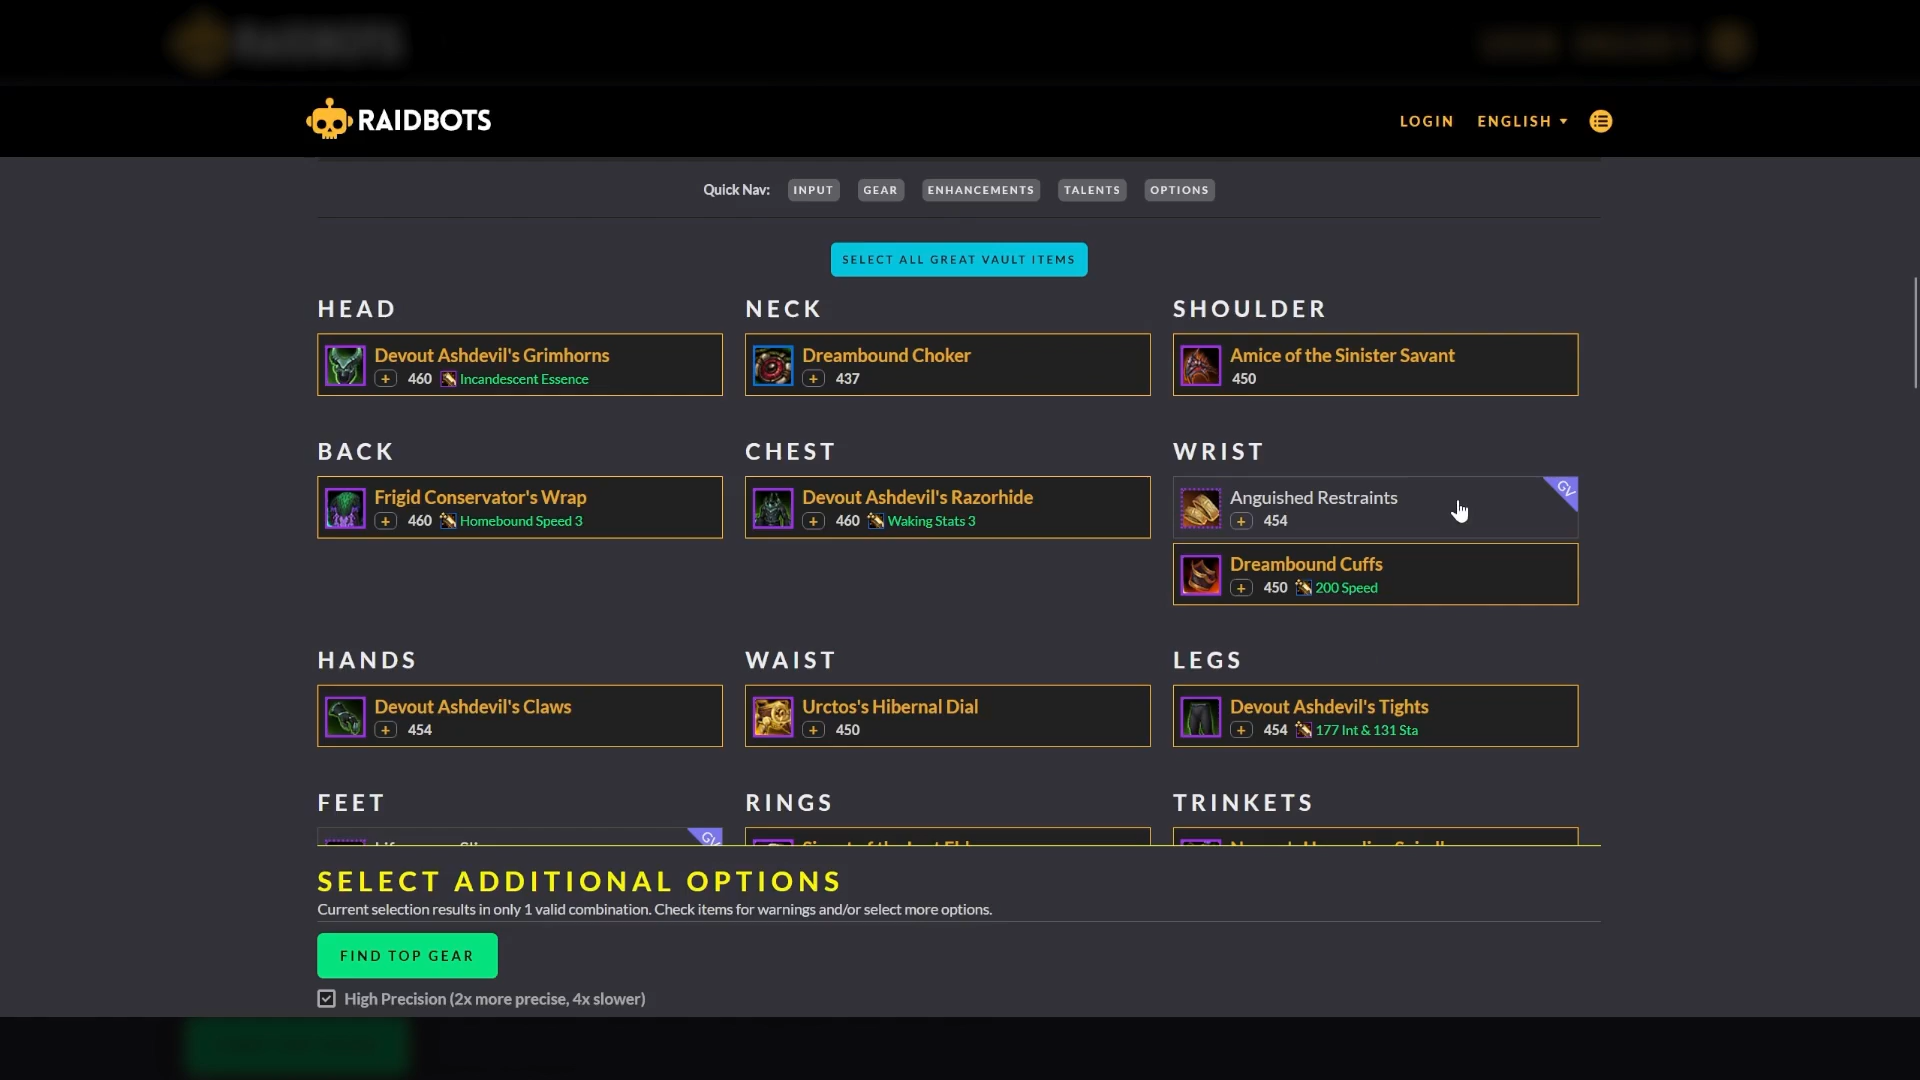 RAIDBOTS
LOGIN ENGLISH
Quick Nav: INPUT GEAR ENHANCEMENTS TALENTS OPTIONS
SELECT ALL GREAT VAULT ITEMS
HEAD NECK SHOULDER
Devout Ashdevil's Grimhorns Dreambound Choker Amice of the Sinister Savant
+ 460 Incandescent Essence + 437 450
BACK CHEST WRIST
Frigid Conservator's Wrap Devout Ashdevil's Razorhide Anguished Restraints GV
+ 460 Homebound Speed 3 + 460 Waking Stats 3 + 454
Dreambound Cuffs
+ 450 200 Speed
HANDS WAIST LEGS
Devout Ashdevil's Claws Urctos's Hibernal Dial Devout Ashdevil's Tights
+ 454 + 450 + 454 177 Int & 131 Sta
FEET RINGS TRINKETS
GV
SELECT ADDITIONAL OPTIONS
Current selection results in only 1 valid combination. Check items for warnings and/or select more options.
FIND TOP GEAR
High Precision (2x more precise, 4x slower)